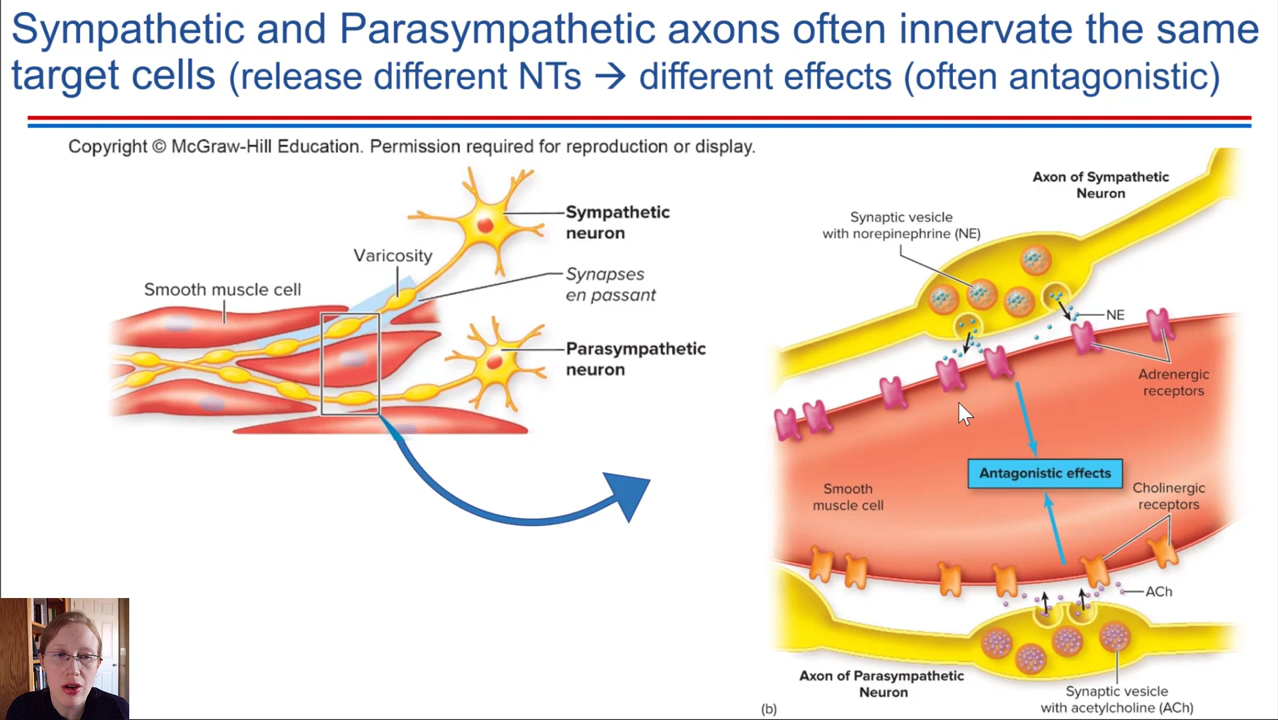 Sympathetic and Parasympathetic axons often innervate the same
target cells (release different NTs → different effects (often antagonistic)
Copyright © McGraw-Hill Education. Permission required for reproduction or display.
Sympathetic
neuron
Varicosity
Synapses
en passant
Smooth muscle cell
Parasympathetic
neuron
Axon of Sympathetic
Neuron
Synaptic vesicle
with norepinephrine (NE)
NE
Adrenergic
receptors
Antagonistic effects
Smooth
muscle cell
Cholinergic
receptors
ACh
Axon of Parasympathetic
Neuron
Synaptic vesicle
with acetylcholine (ACh)
(b)